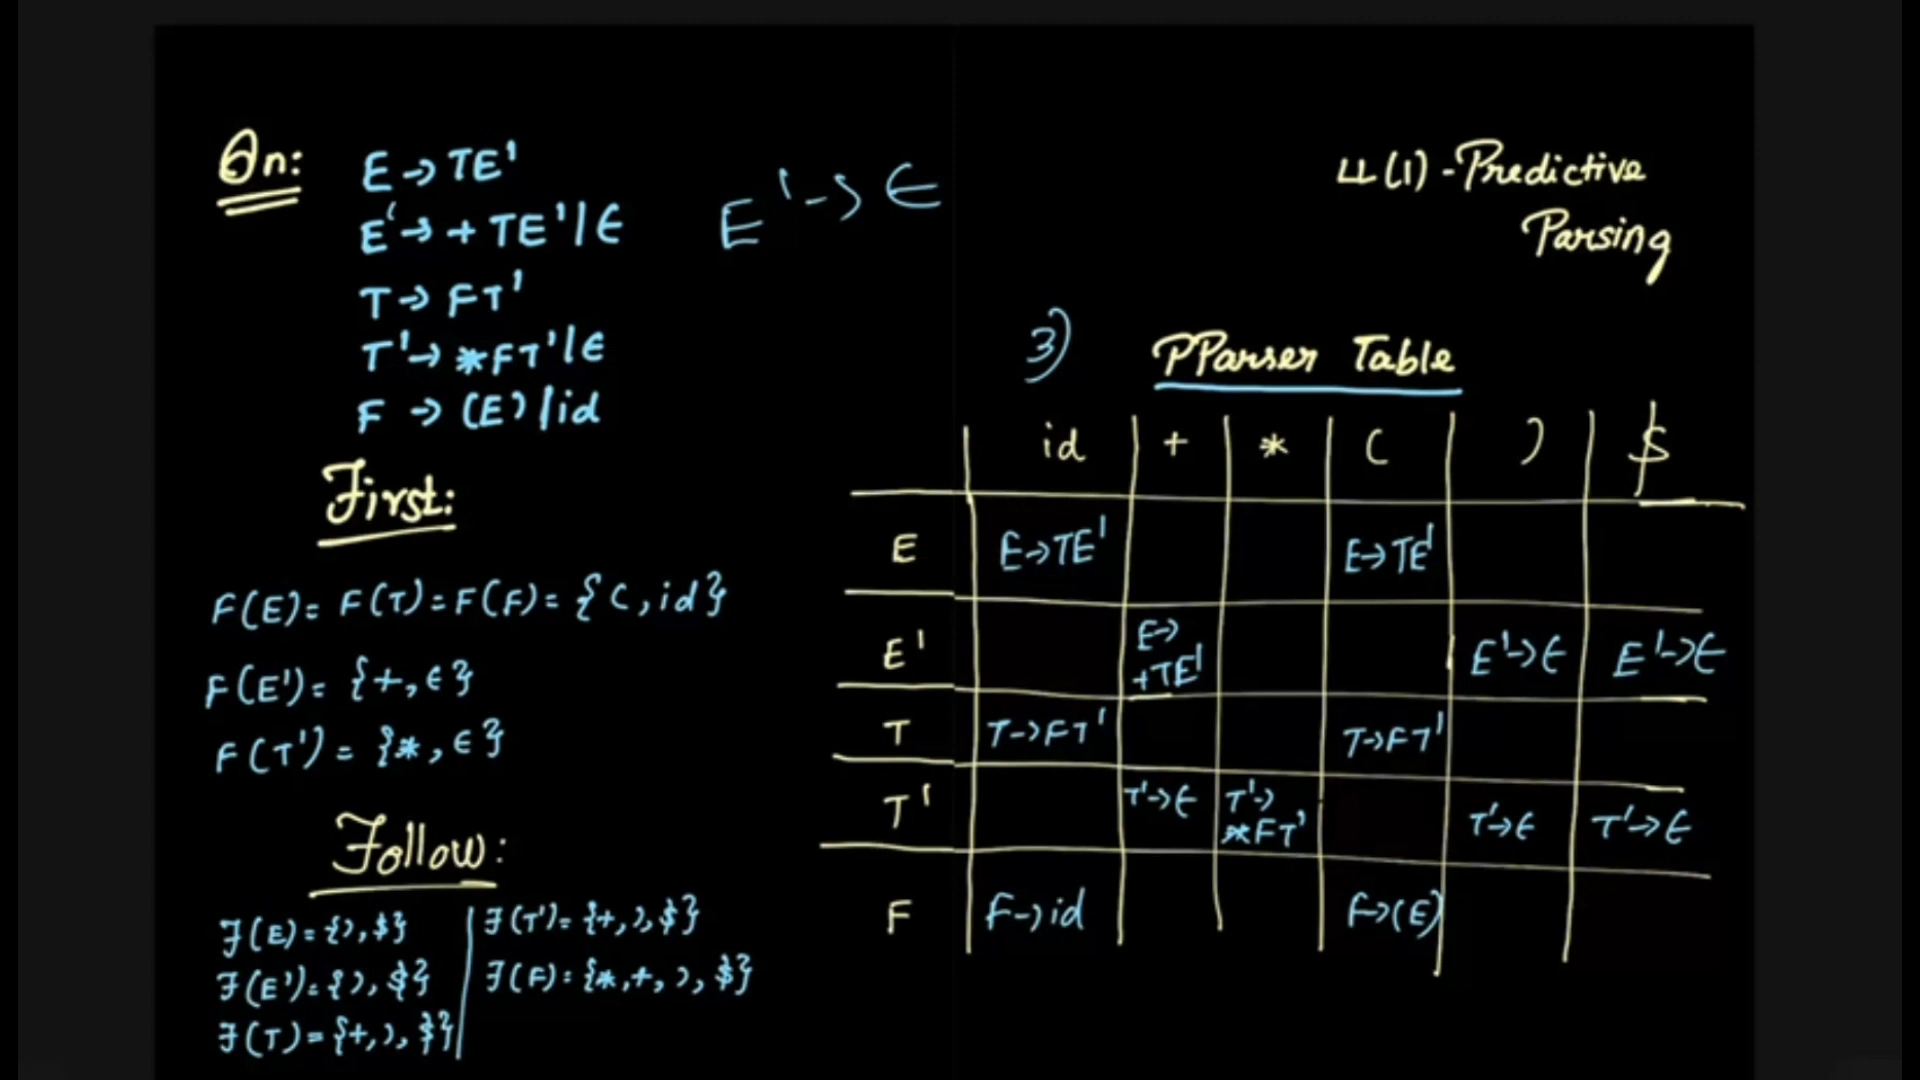 Qn:
E → TE'
E' → + TE' | ∈
T → FT'
T' → *FT' | ∈
F → (E) | id
E' -> ∈
First:
F(E) = F(T) = F(F) = { (, id }
F(E') = { +, ∈ }
F(T') = { *, ∈ }
Follow:
F(E) = { ), $ }
F(E') = { ), $ }
F(T) = { +, ), $ }
F(T') = { +, ), $ }
F(F) = { *, +, ), $ }
LL(1) - Predictive
Parsing
3)
PParser Table
id + * ( ) $
E E→TE' E→TE'
E' E→ +TE' E'->∈ E'->∈
T T->FT' T->FT'
T' T'->∈ T'-> *FT' T'->∈ T'->∈
F F->id F->(E)